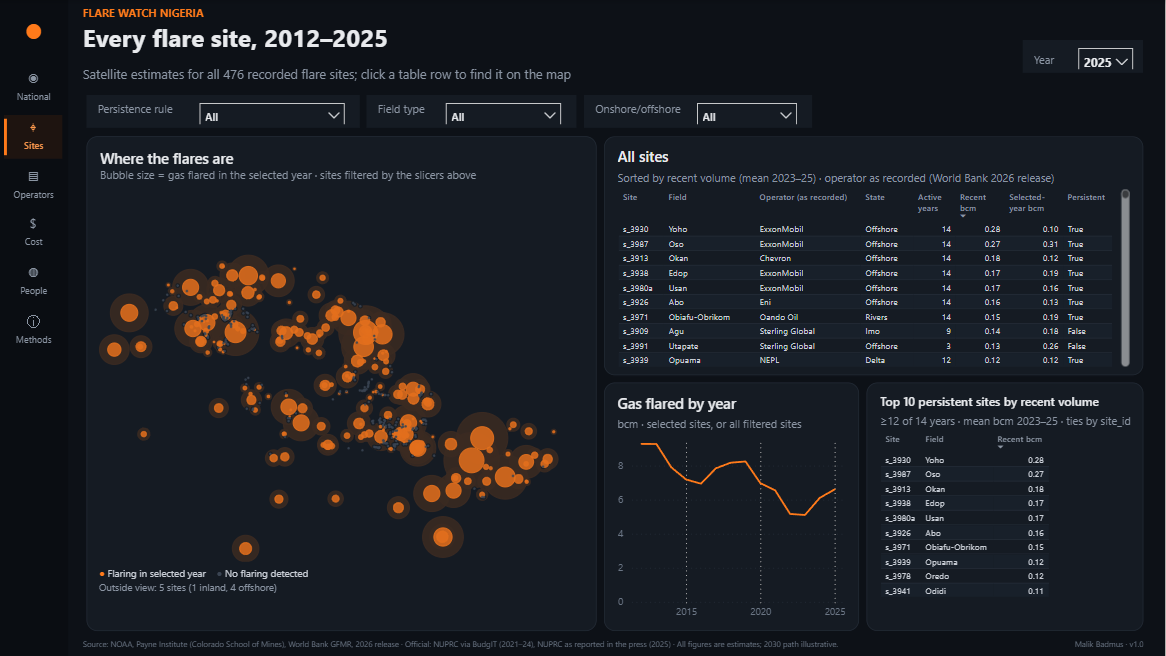 FLARE WATCH NIGERIA
Every flare site, 2012–2025
Satellite estimates for all 476 recorded flare sites; click a table row to find it on the map
Year 2025
National
Sites
Operators
$
Cost
People
Methods
Persistence rule All
Field type All
Onshore/offshore All
Where the flares are
Bubble size = gas flared in the selected year · sites filtered by the slicers above
Flaring in selected year No flaring detected
Outside view: 5 sites (1 inland, 4 offshore)
All sites
Sorted by recent volume (mean 2023–25) · operator as recorded (World Bank 2026 release)
Site Field Operator (as recorded) State Active years Recent bcm Selected-year bcm Persistent
s_3930 Yoho ExxonMobil Offshore 14 0.28 0.10 True
s_3987 Oso ExxonMobil Offshore 14 0.27 0.31 True
s_3913 Okan Chevron Offshore 14 0.18 0.12 True
s_3938 Edop ExxonMobil Offshore 14 0.17 0.19 True
s_3980a Usan ExxonMobil Offshore 14 0.17 0.16 True
s_3926 Abo Eni Offshore 14 0.16 0.13 True
s_3971 Obiafu-Obrikom Oando Oil Rivers 14 0.15 0.19 True
s_3909 Agu Sterling Global Imo 9 0.14 0.18 False
s_3991 Utapate Sterling Global Offshore 3 0.13 0.26 False
s_3939 Opuama NEPL Delta 12 0.12 0.12 True
Gas flared by year
bcm · selected sites, or all filtered sites
8
6
4
2
0
2015 2020 2025
Top 10 persistent sites by recent volume
≥12 of 14 years · mean bcm 2023–25 · ties by site_id
Site Field Recent bcm
s_3930 Yoho 0.28
s_3987 Oso 0.27
s_3913 Okan 0.18
s_3938 Edop 0.17
s_3980a Usan 0.17
s_3926 Abo 0.16
s_3971 Obiafu-Obrikom 0.15
s_3939 Opuama 0.12
s_3978 Oredo 0.12
s_3941 Odidi 0.11
Source: NOAA, Payne Institute (Colorado School of Mines), World Bank GFMR, 2026 release · Official: NUPRC via BudgIT (2021–24), NUPRC as reported in the press (2025) · All figures are estimates; 2030 path illustrative.
Malik Badmus · v1.0